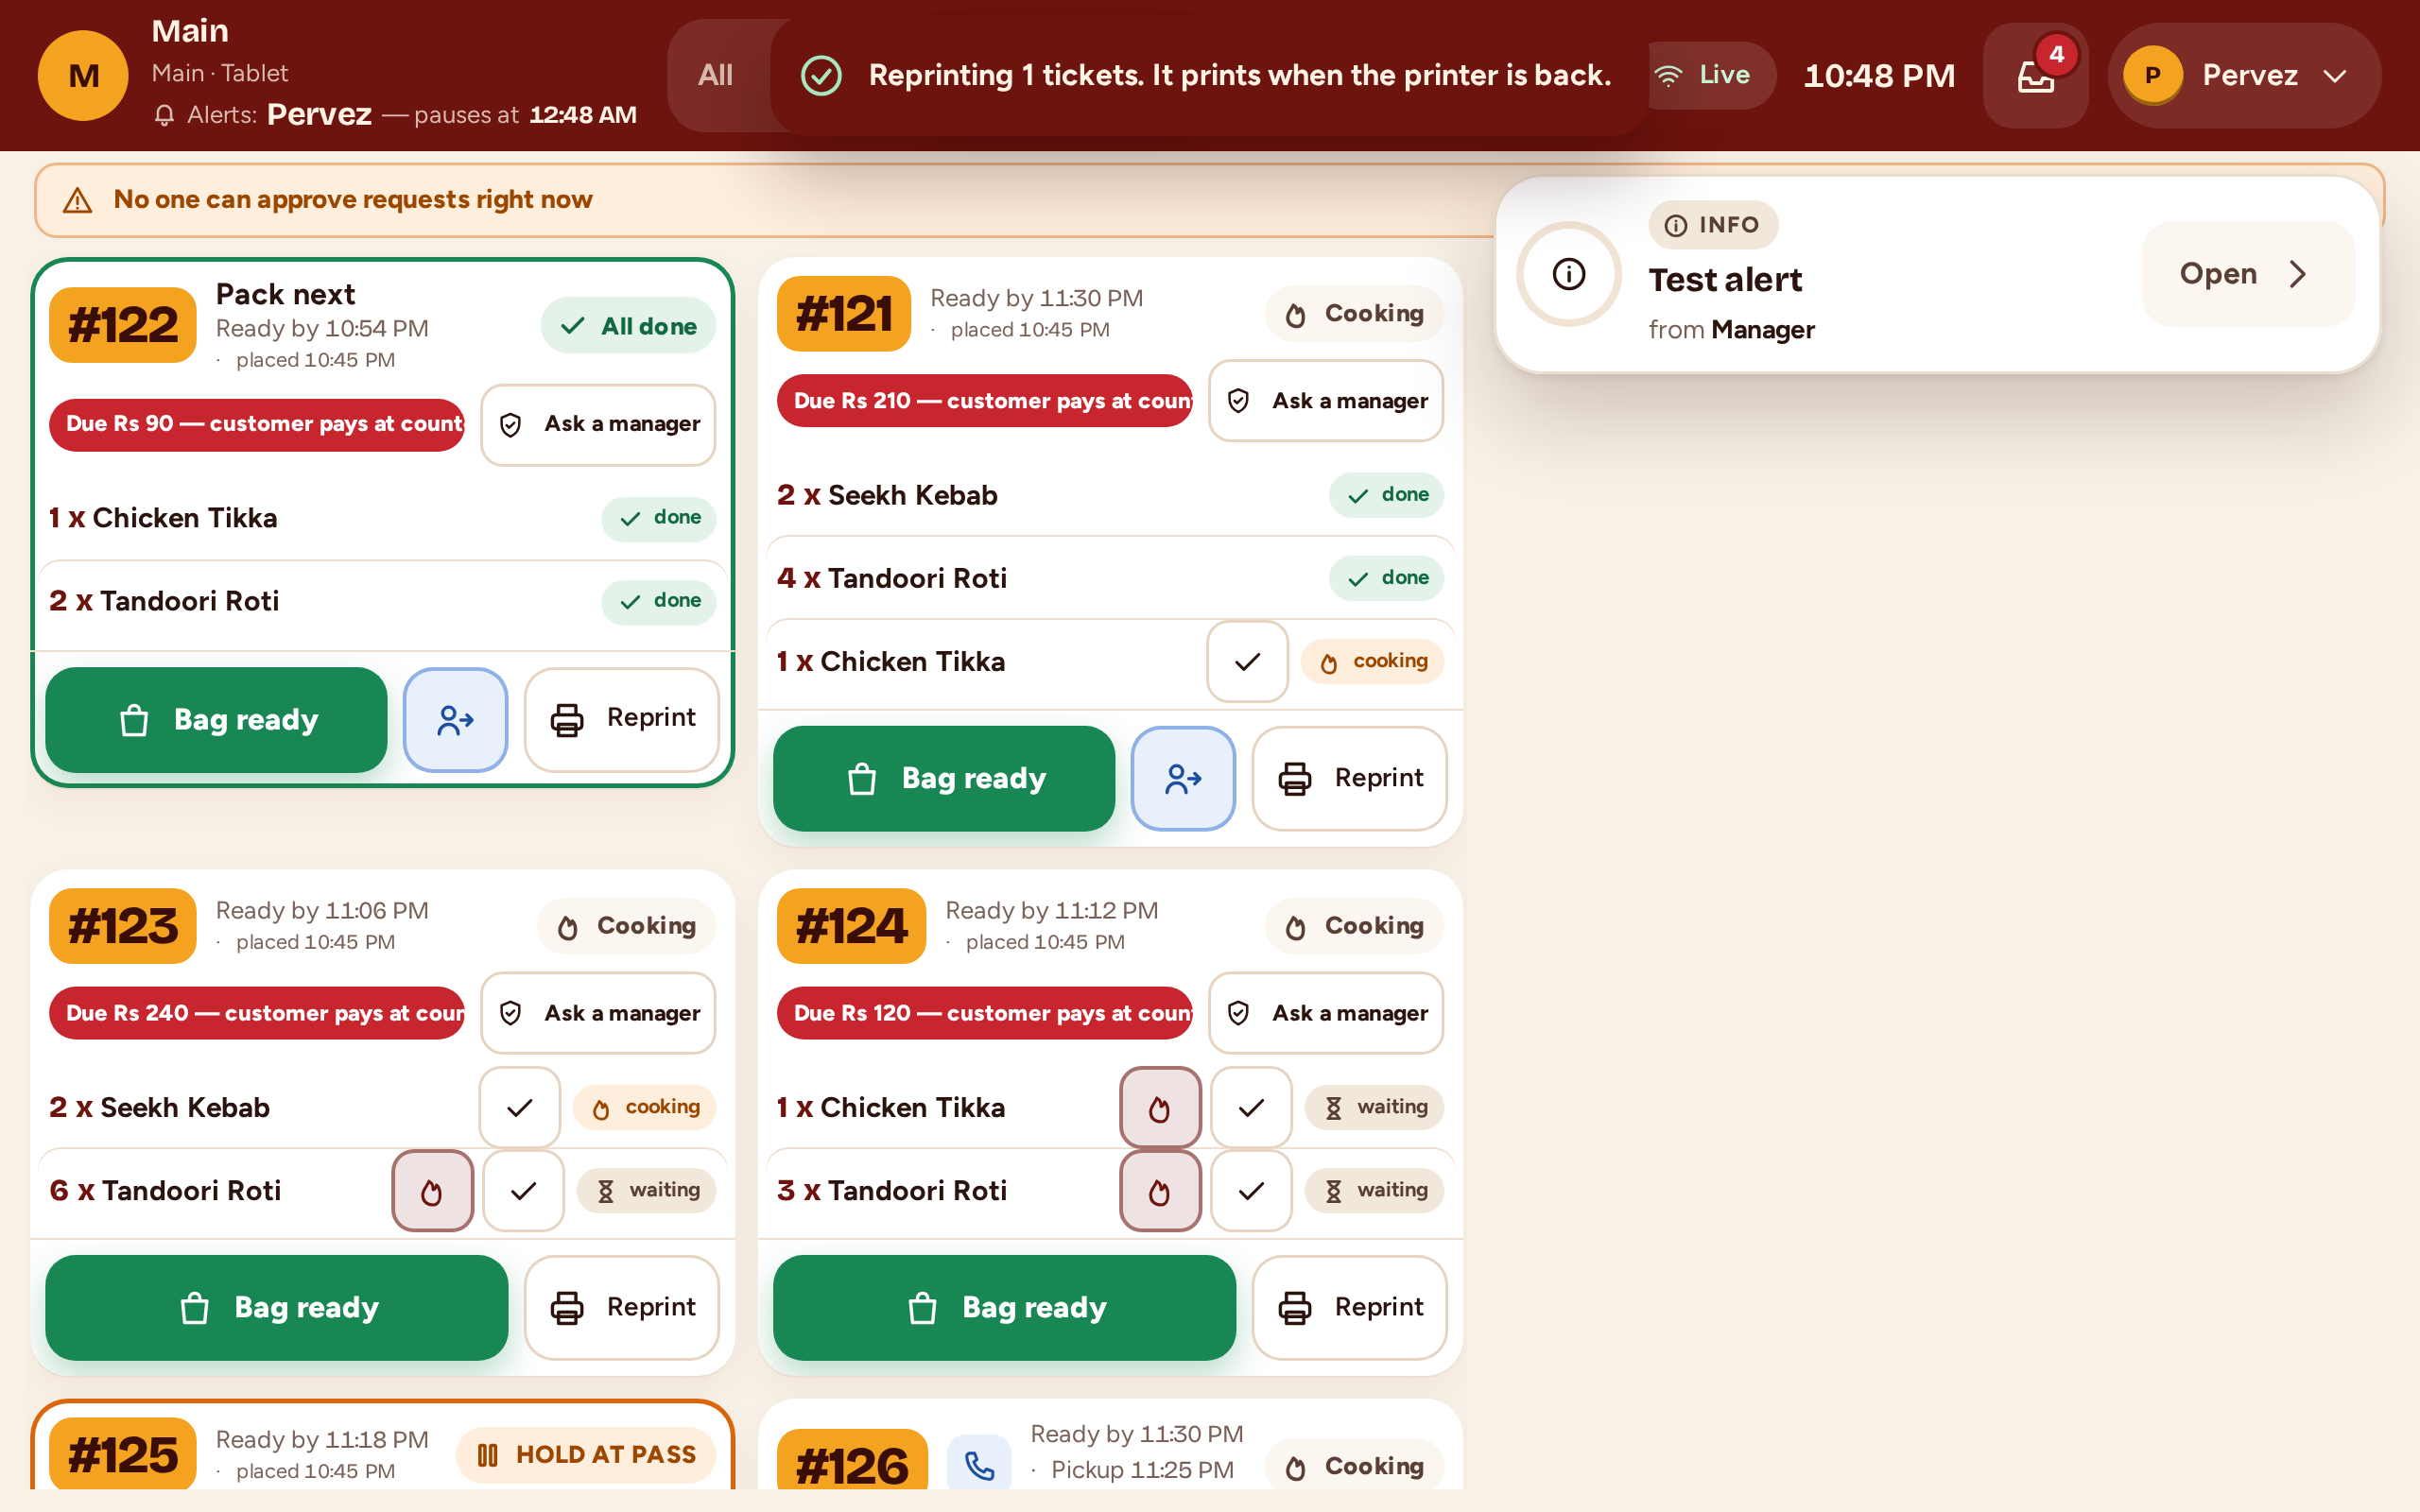 M
Main
Main · Tablet
Alerts: Pervez — pauses at 12:48 AM
All
Reprinting 1 tickets. It prints when the printer is back.
Live
10:48 PM
4
P
Pervez
No one can approve requests right now
INFO
Test alert
from Manager
Open
#122
Pack next
Ready by 10:54 PM
· placed 10:45 PM
All done
Due Rs 90 — customer pays at count
Ask a manager
1 x Chicken Tikka
done
2 x Tandoori Roti
done
Bag ready
Reprint
#121
Ready by 11:30 PM
· placed 10:45 PM
Cooking
Due Rs 210 — customer pays at coun
Ask a manager
2 x Seekh Kebab
done
4 x Tandoori Roti
done
1 x Chicken Tikka
cooking
Bag ready
Reprint
#123
Ready by 11:06 PM
· placed 10:45 PM
Cooking
Due Rs 240 — customer pays at coun
Ask a manager
2 x Seekh Kebab
cooking
6 x Tandoori Roti
waiting
Bag ready
Reprint
#124
Ready by 11:12 PM
· placed 10:45 PM
Cooking
Due Rs 120 — customer pays at coun
Ask a manager
1 x Chicken Tikka
waiting
3 x Tandoori Roti
waiting
Bag ready
Reprint
#125
Ready by 11:18 PM
· placed 10:45 PM
HOLD AT PASS
#126
Ready by 11:30 PM
· Pickup 11:25 PM
Cooking